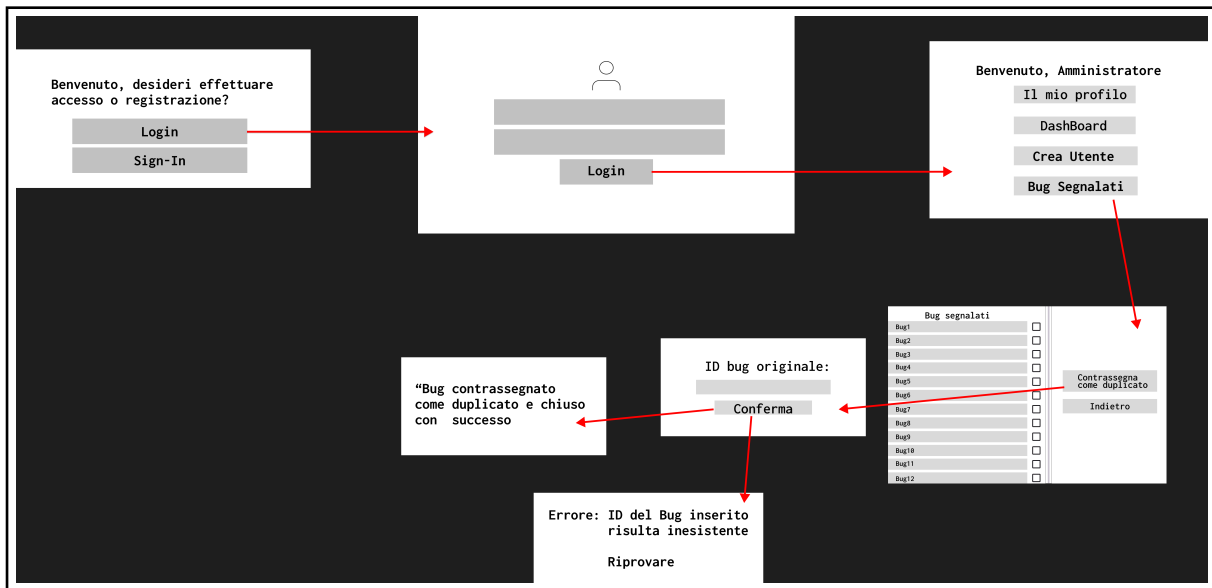 Benvenuto, desideri effettuare
accesso o registrazione?
Login
Sign-In
Login
Benvenuto, Amministratore
Il mio profilo
DashBoard
Crea Utente
Bug Segnalati
Bug segnalati
Bug1
Bug2
Bug3
Bug4
Bug5
Bug6
Bug7
Bug8
Bug9
Bug10
Bug11
Bug12
Contrassegna
come duplicato
Indietro
ID bug originale:
Conferma
“Bug contrassegnato
come duplicato e chiuso
con successo
Errore: ID del Bug inserito
risulta inesistente
Riprovare